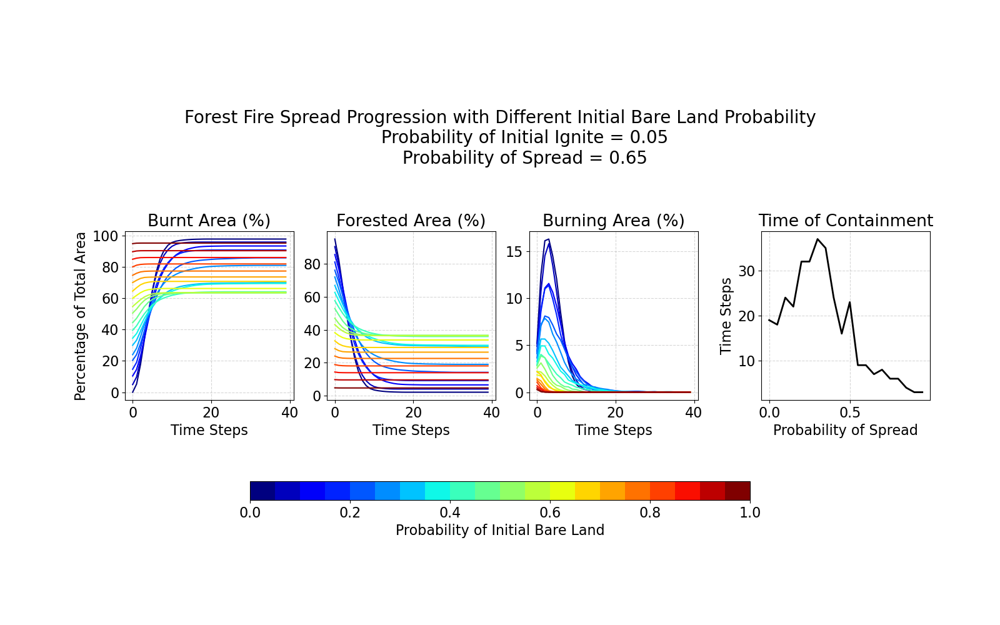 Forest Fire Spread Progression with Different Initial Bare Land Probability
Probability of Initial Ignite = 0.05
Probability of Spread = 0.65
Burnt Area (%)
Percentage of Total Area
100
80
60
40
20
0
0 20 40
Time Steps
Forested Area (%)
80
60
40
20
0
0 20 40
Time Steps
Burning Area (%)
15
10
5
0
0 20 40
Time Steps
Time of Containment
Time Steps
30
20
10
0.0 0.5
Probability of Spread
0.0 0.2 0.4 0.6 0.8 1.0
Probability of Initial Bare Land